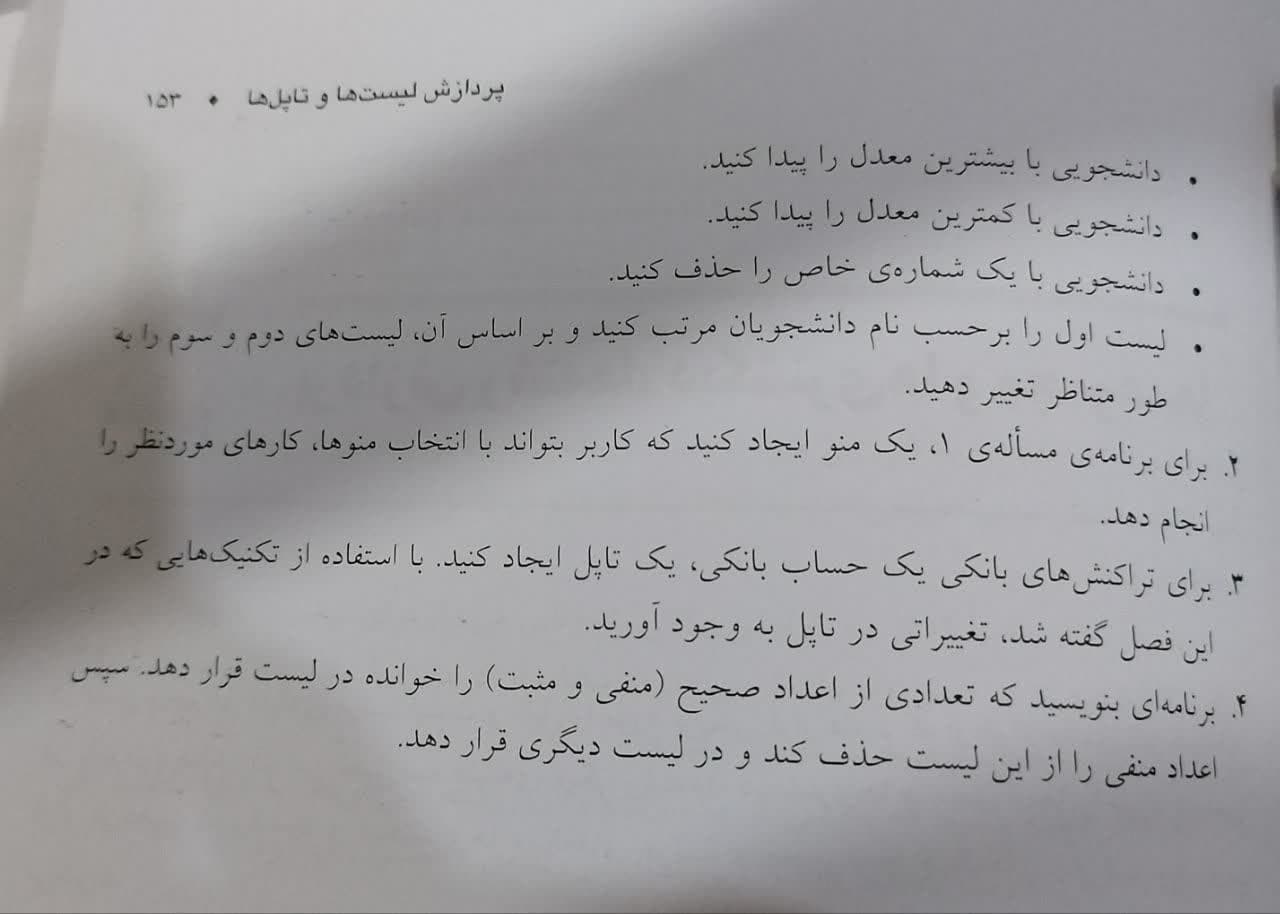 پردازش لیست‌ها و تاپل‌ها • ۱۵۳
• دانشجویی با بیشترین معدل را پیدا کنید.
• دانشجویی با کمترین معدل را پیدا کنید.
• دانشجویی با یک شماره‌ی خاص را حذف کنید.
• لیست اول را برحسب نام دانشجویان مرتب کنید و بر اساس آن، لیست‌های دوم و سوم را به
طور متناظر تغییر دهید.
۲. برای برنامه‌ی مسأله‌ی ۱، یک منو ایجاد کنید که کاربر بتواند با انتخاب منوها، کارهای موردنظر را
انجام دهد.
۳. برای تراکنش‌های بانکی یک حساب بانکی، یک تاپل ایجاد کنید. با استفاده از تکنیک‌هایی که در
این فصل گفته شد، تغییراتی در تاپل به وجود آورید.
۴. برنامه‌ای بنویسید که تعدادی از اعداد صحیح (منفی و مثبت) را خوانده در لیست قرار دهد. سپس
اعداد منفی را از این لیست حذف کند و در لیست دیگری قرار دهد.